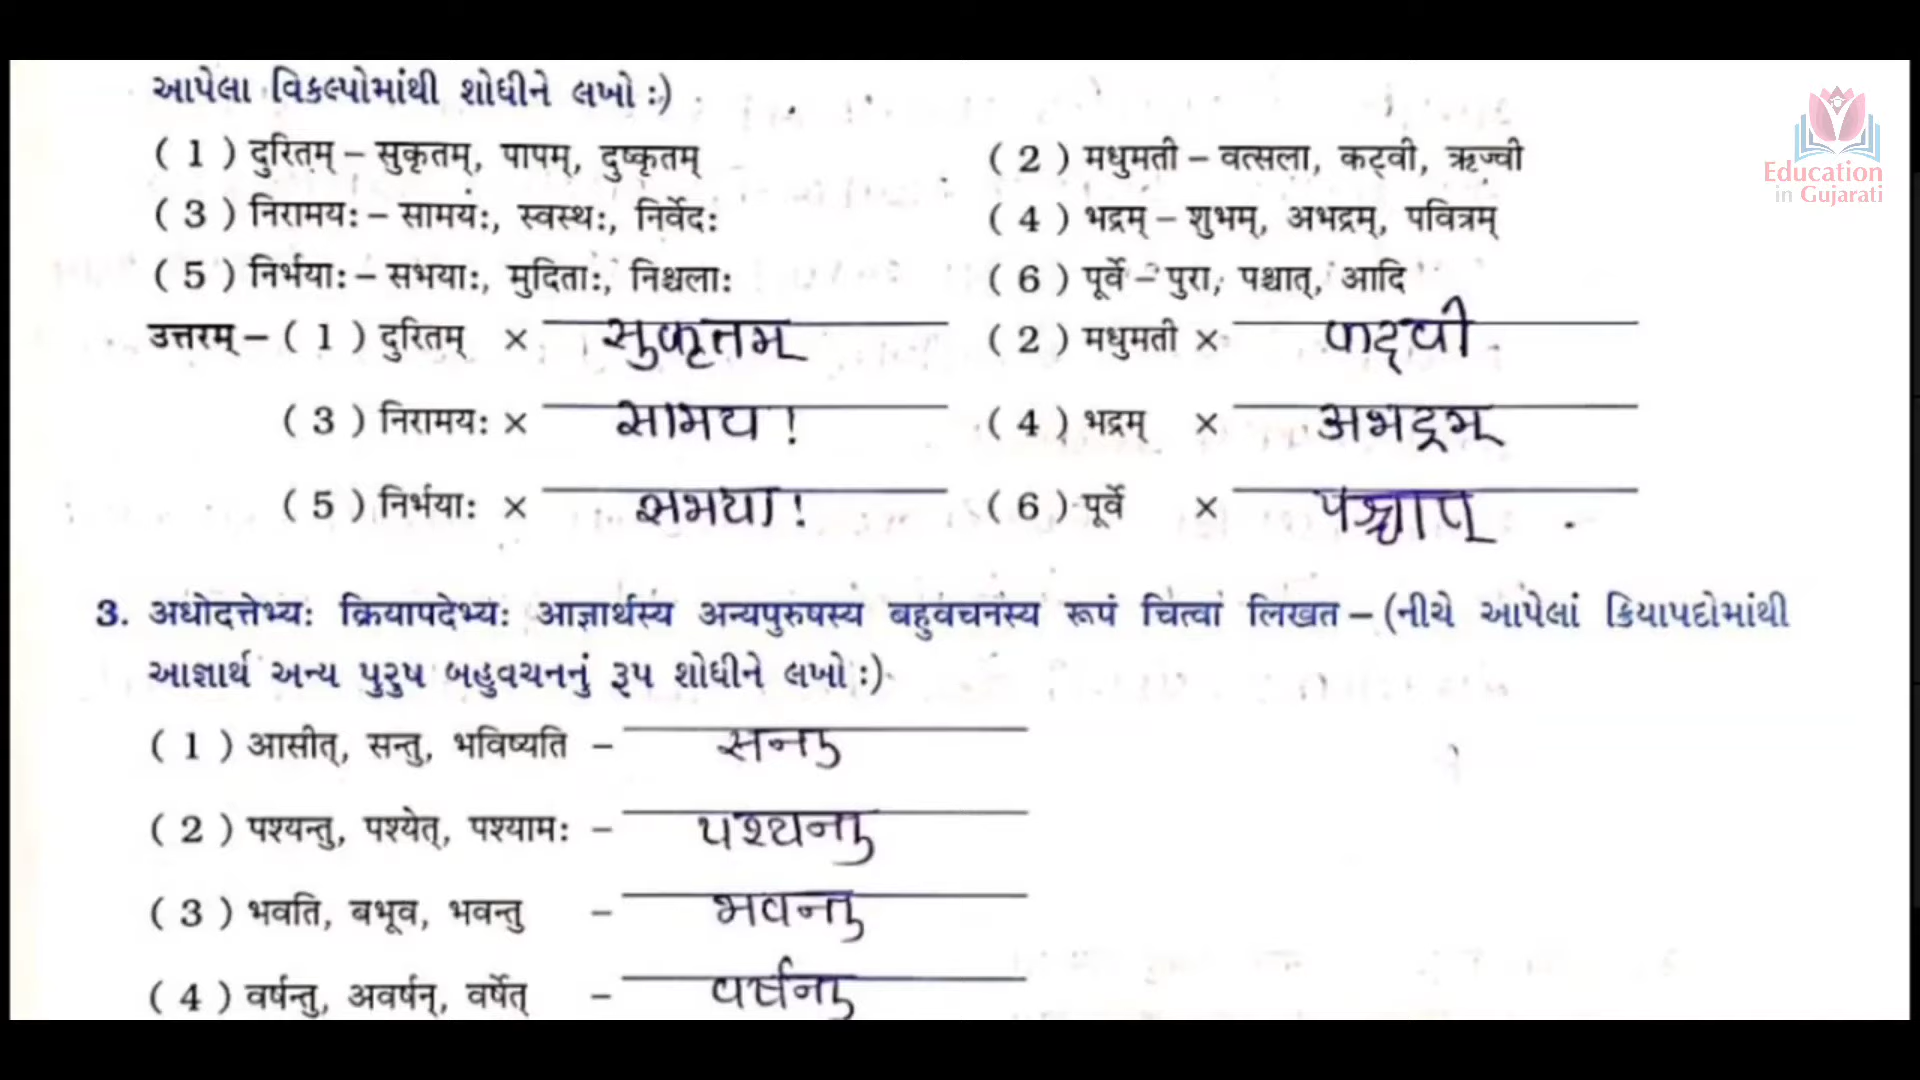 આપેલા વિકલ્પોમાંથી શોધીને લખો :)
Education
in Gujarati
( 1 ) दुरितम् – सुकृतम्, पापम्, दुष्कृतम् ( 2 ) मधुमती – वत्सला, कट्वी, ऋज्वी
( 3 ) निरामयः – सामयः, स्वस्थः, निर्वेदः ( 4 ) भद्रम् – शुभम्, अभद्रम्, पवित्रम्
( 5 ) निर्भयाः – सभयाः, मुदिताः, निश्चलाः ( 6 ) पूर्वे – पुरा, पश्चात्, आदि
उत्तरम् – ( 1 ) दुरितम् × सुकृतम् ( 2 ) मधुमती × कट्वी
( 3 ) निरामयः × सामयः ( 4 ) भद्रम् × अभद्रम्
( 5 ) निर्भयाः × सभयाः ( 6 ) पूर्वे × पश्चात्
3. अधोदत्तेभ्यः क्रियापदेभ्यः आज्ञार्थस्य अन्यपुरुषस्य बहुवचनस्य रूपं चित्वा लिखत – (નીચે આપેલાં ક્રિયાપદોમાંથી
આજ્ઞાર્થ અન્ય પુરુષ બહુવચનનું રૂપ શોધીને લખો :)
( 1 ) आसीत्, सन्तु, भविष्यति – सन्तु
( 2 ) पश्यन्तु, पश्येत्, पश्यामः – पश्यन्तु
( 3 ) भवति, बभूव, भवन्तु – भवन्तु
( 4 ) वर्षन्तु, अवर्षन्, वर्षेत् – वर्षन्तु